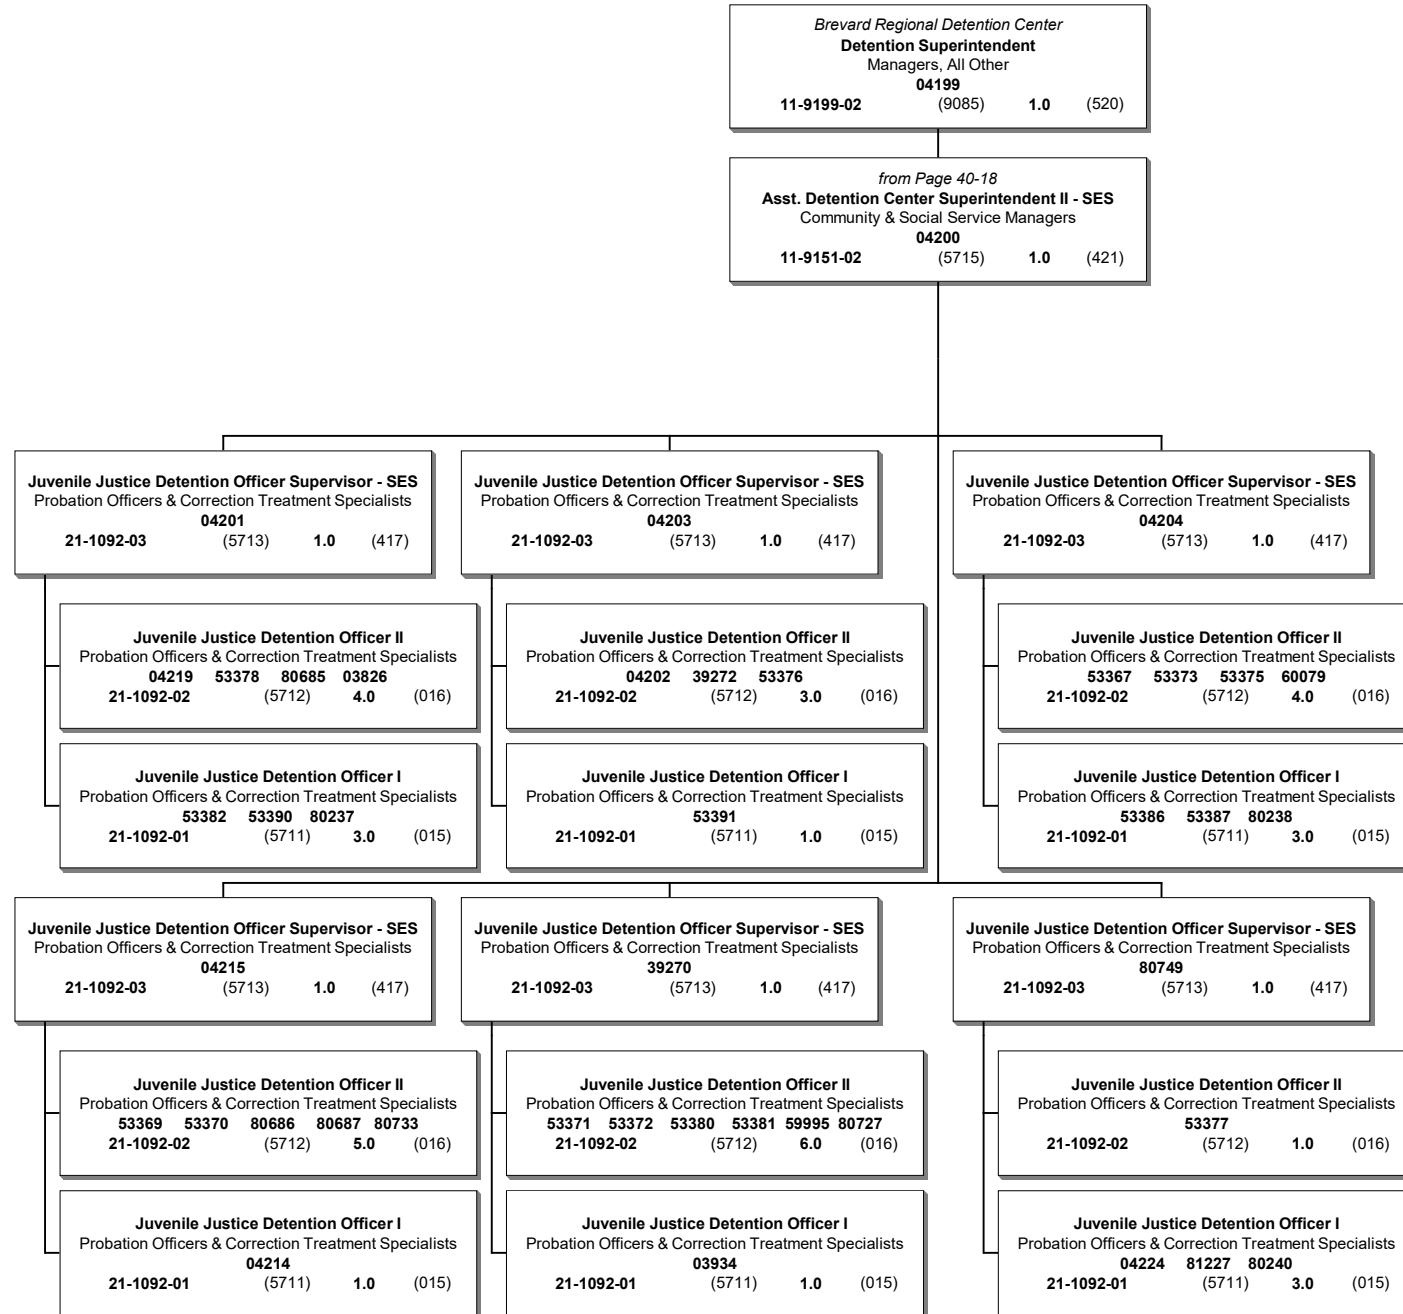 Brevard Regional Detention Center
Detention Superintendent
Managers, All Other
04199
11-9199-02 (9085) 1.0 (520)
from Page 40-18
Asst. Detention Center Superintendent II - SES
Community & Social Service Managers
04200
11-9151-02 (5715) 1.0 (421)
Juvenile Justice Detention Officer Supervisor - SES
Probation Officers & Correction Treatment Specialists
04201
21-1092-03 (5713) 1.0 (417)
Juvenile Justice Detention Officer II
Probation Officers & Correction Treatment Specialists
04219 53378 80685 03826
21-1092-02 (5712) 4.0 (016)
Juvenile Justice Detention Officer I
Probation Officers & Correction Treatment Specialists
53382 53390 80237
21-1092-01 (5711) 3.0 (015)
Juvenile Justice Detention Officer Supervisor - SES
Probation Officers & Correction Treatment Specialists
04203
21-1092-03 (5713) 1.0 (417)
Juvenile Justice Detention Officer II
Probation Officers & Correction Treatment Specialists
04202 39272 53376
21-1092-02 (5712) 3.0 (016)
Juvenile Justice Detention Officer I
Probation Officers & Correction Treatment Specialists
53391
21-1092-01 (5711) 1.0 (015)
Juvenile Justice Detention Officer Supervisor - SES
Probation Officers & Correction Treatment Specialists
04204
21-1092-03 (5713) 1.0 (417)
Juvenile Justice Detention Officer II
Probation Officers & Correction Treatment Specialists
53367 53373 53375 60079
21-1092-02 (5712) 4.0 (016)
Juvenile Justice Detention Officer I
Probation Officers & Correction Treatment Specialists
53386 53387 80238
21-1092-01 (5711) 3.0 (015)
Juvenile Justice Detention Officer Supervisor - SES
Probation Officers & Correction Treatment Specialists
04215
21-1092-03 (5713) 1.0 (417)
Juvenile Justice Detention Officer II
Probation Officers & Correction Treatment Specialists
53369 53370 80686 80687 80733
21-1092-02 (5712) 5.0 (016)
Juvenile Justice Detention Officer I
Probation Officers & Correction Treatment Specialists
04214
21-1092-01 (5711) 1.0 (015)
Juvenile Justice Detention Officer Supervisor - SES
Probation Officers & Correction Treatment Specialists
39270
21-1092-03 (5713) 1.0 (417)
Juvenile Justice Detention Officer II
Probation Officers & Correction Treatment Specialists
53371 53372 53380 53381 59995 80727
21-1092-02 (5712) 6.0 (016)
Juvenile Justice Detention Officer I
Probation Officers & Correction Treatment Specialists
03934
21-1092-01 (5711) 1.0 (015)
Juvenile Justice Detention Officer Supervisor - SES
Probation Officers & Correction Treatment Specialists
80749
21-1092-03 (5713) 1.0 (417)
Juvenile Justice Detention Officer II
Probation Officers & Correction Treatment Specialists
53377
21-1092-02 (5712) 1.0 (016)
Juvenile Justice Detention Officer I
Probation Officers & Correction Treatment Specialists
04224 81227 80240
21-1092-01 (5711) 3.0 (015)